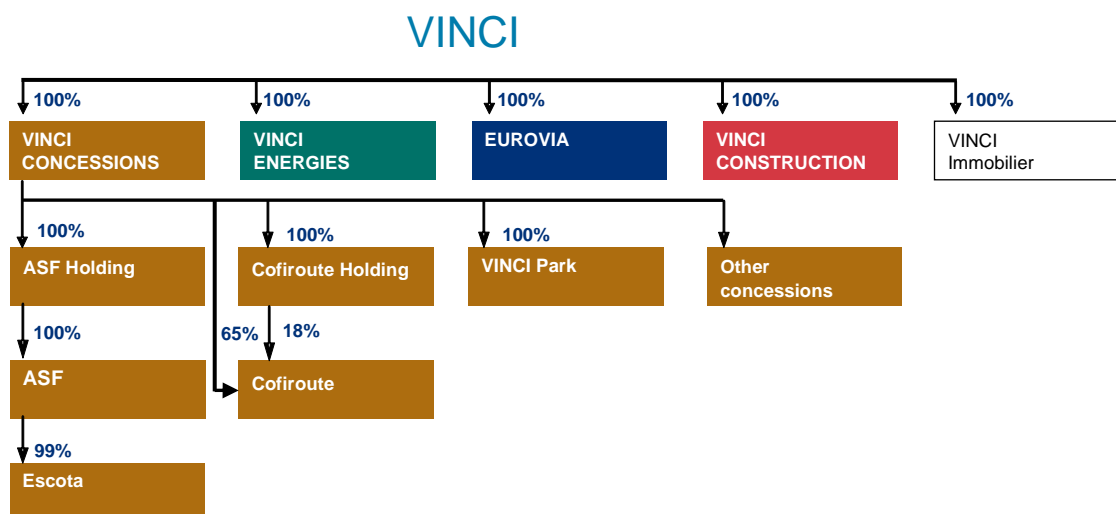 VINCI
100%
100%
100%
100%
100%
VINCI
CONCESSIONS
VINCI
ENERGIES
EUROVIA
VINCI
CONSTRUCTION
VINCI
Immobilier
100%
100%
100%
ASF Holding
Cofiroute Holding
VINCI Park
Other
concessions
100%
65%
18%
ASF
Cofiroute
99%
Escota